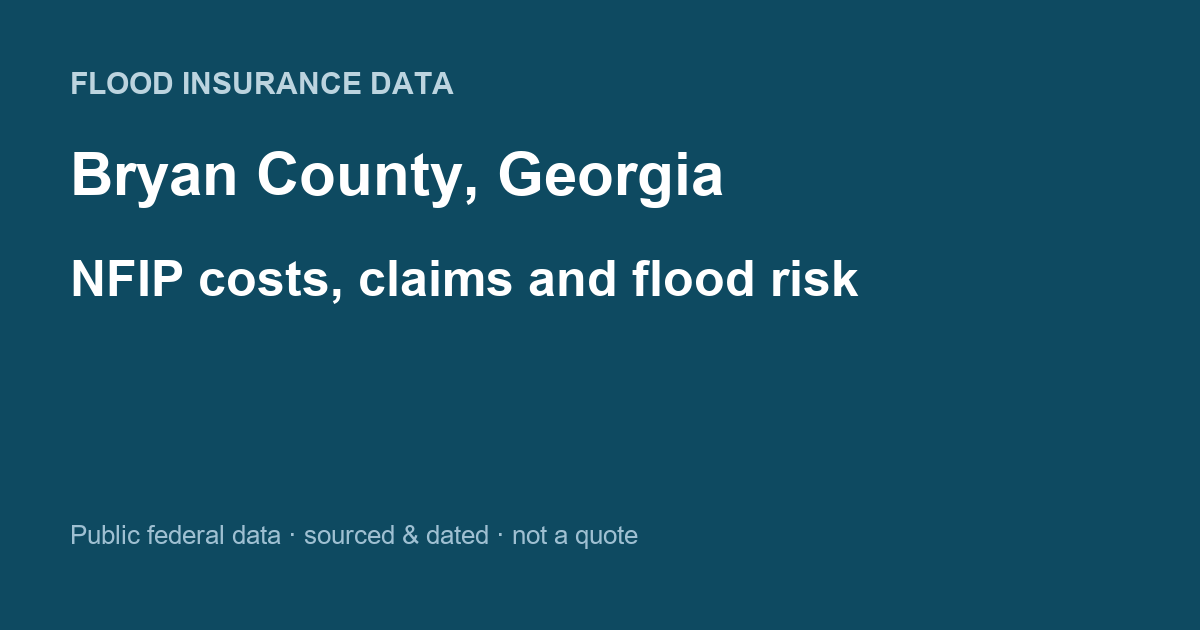 FLOOD INSURANCE DATA
Bryan County, Georgia
NFIP costs, claims and flood risk
Public federal data · sourced & dated · not a quote